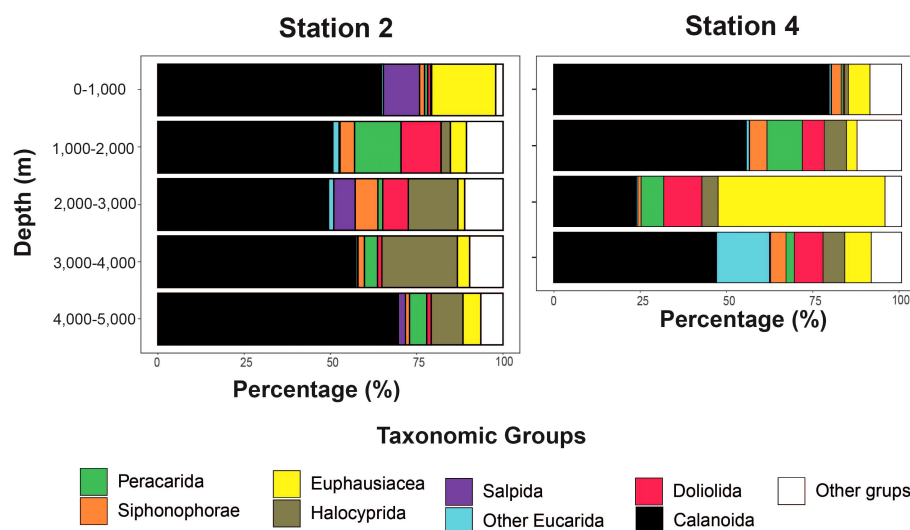 Station 2
Station 4
Depth (m)
0-1,000
1,000-2,000
2,000-3,000
3,000-4,000
4,000-5,000
0 25 50 75 100
0 25 50 75 100
Percentage (%)
Percentage (%)
Taxonomic Groups
Peracarida Euphausiacea Salpida Doliolida Other grups
Siphonophorae Halocyprida Other Eucarida Calanoida